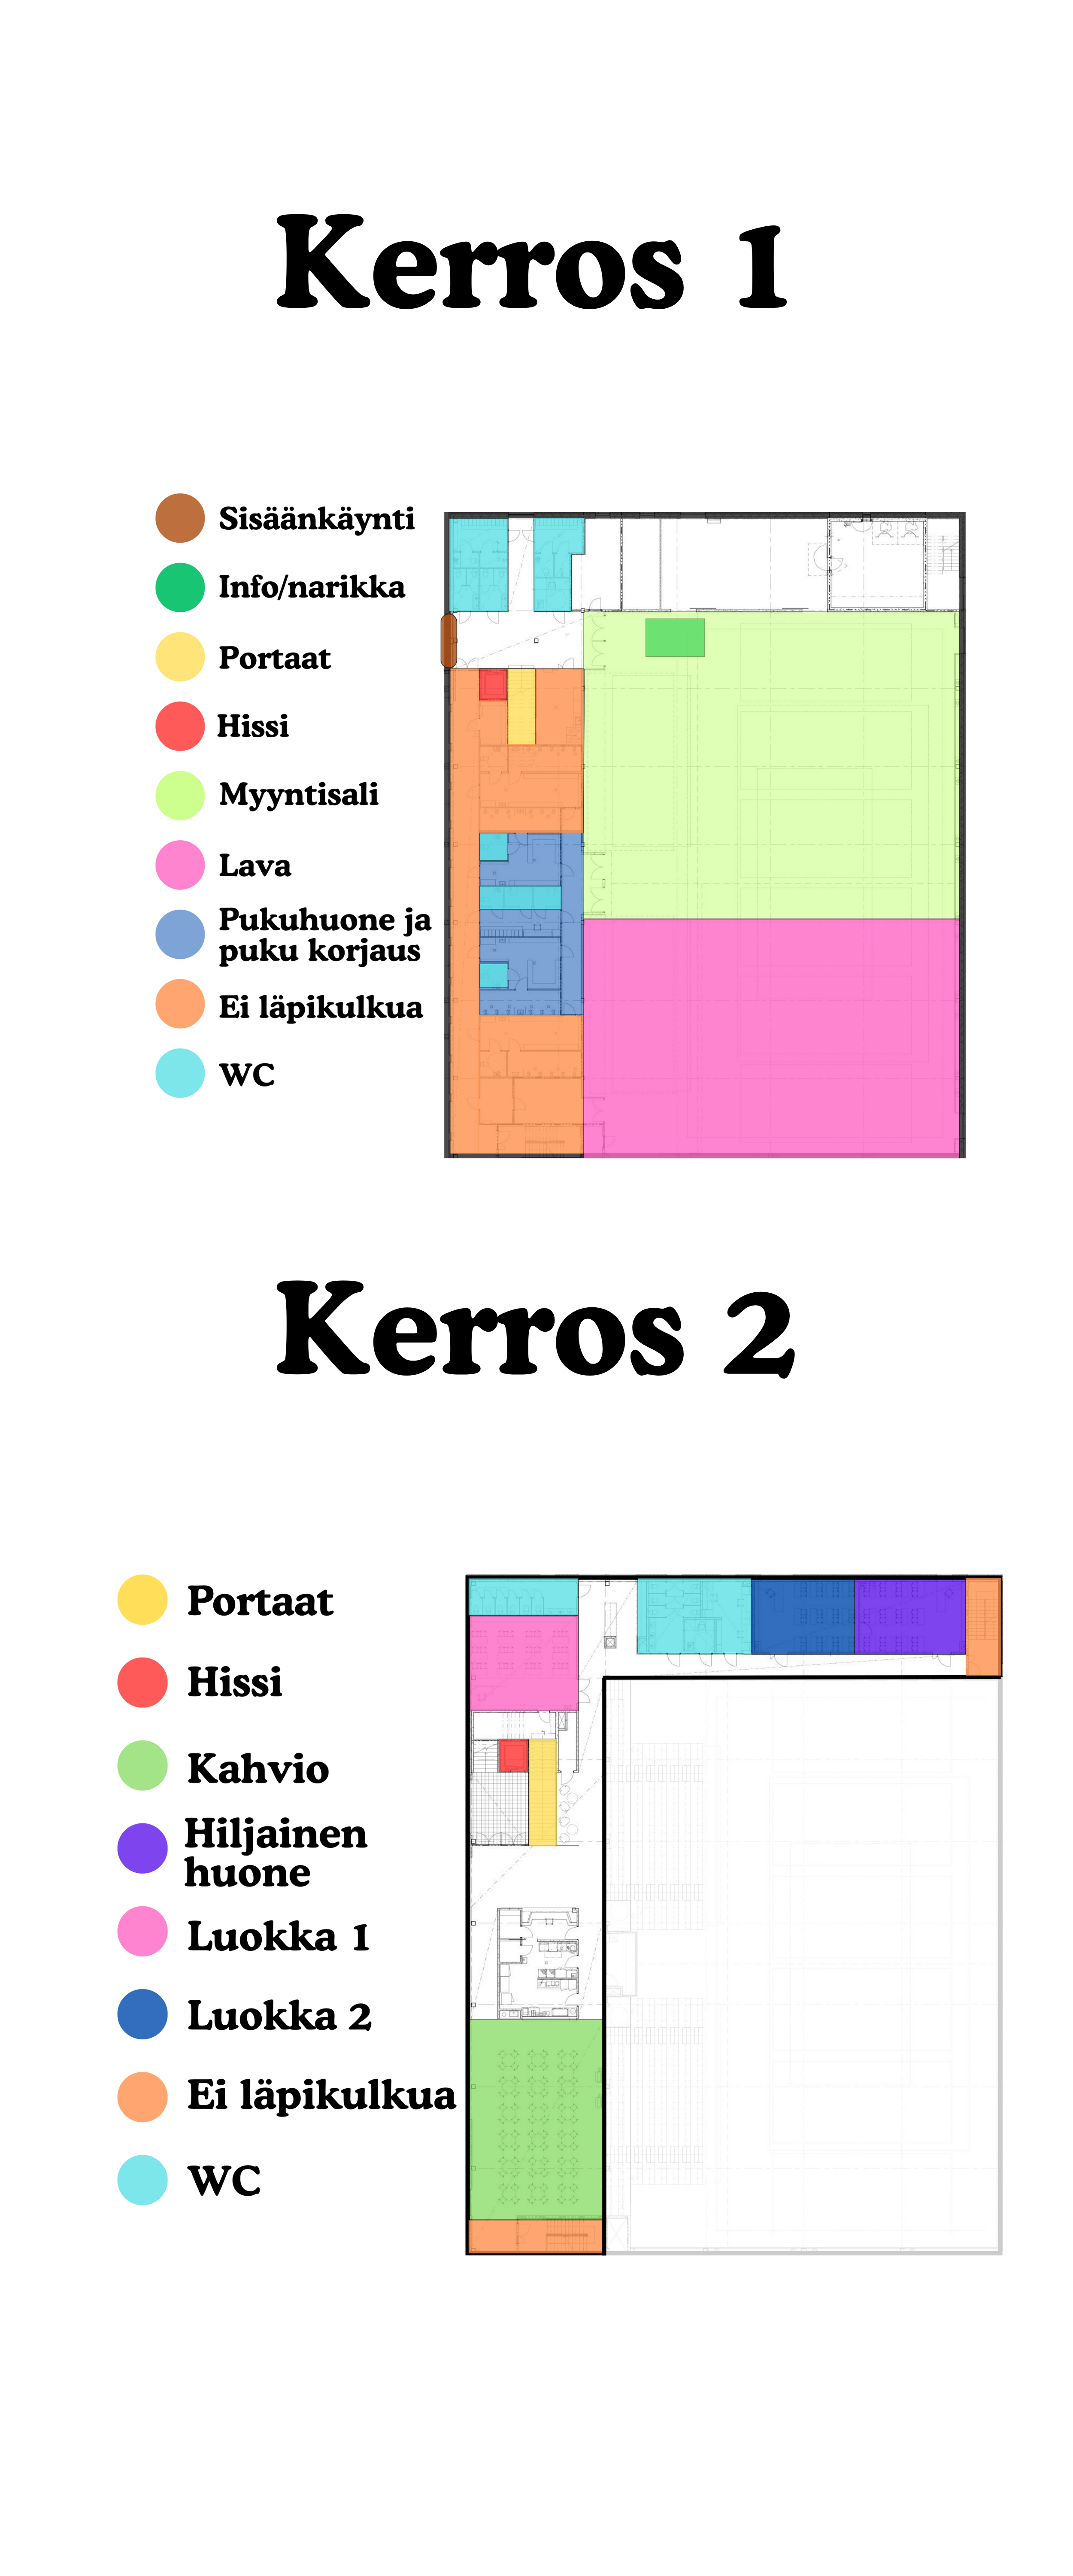 Kerros 1
Sisäänkäynti
Info/narikka
Portaat
Hissi
Myyntisali
Lava
Pukuhuone ja
puku korjaus
Ei läpikulkua
WC
Kerros 2
Portaat
Hissi
Kahvio
Hiljainen
huone
Luokka 1
Luokka 2
Ei läpikulkua
WC